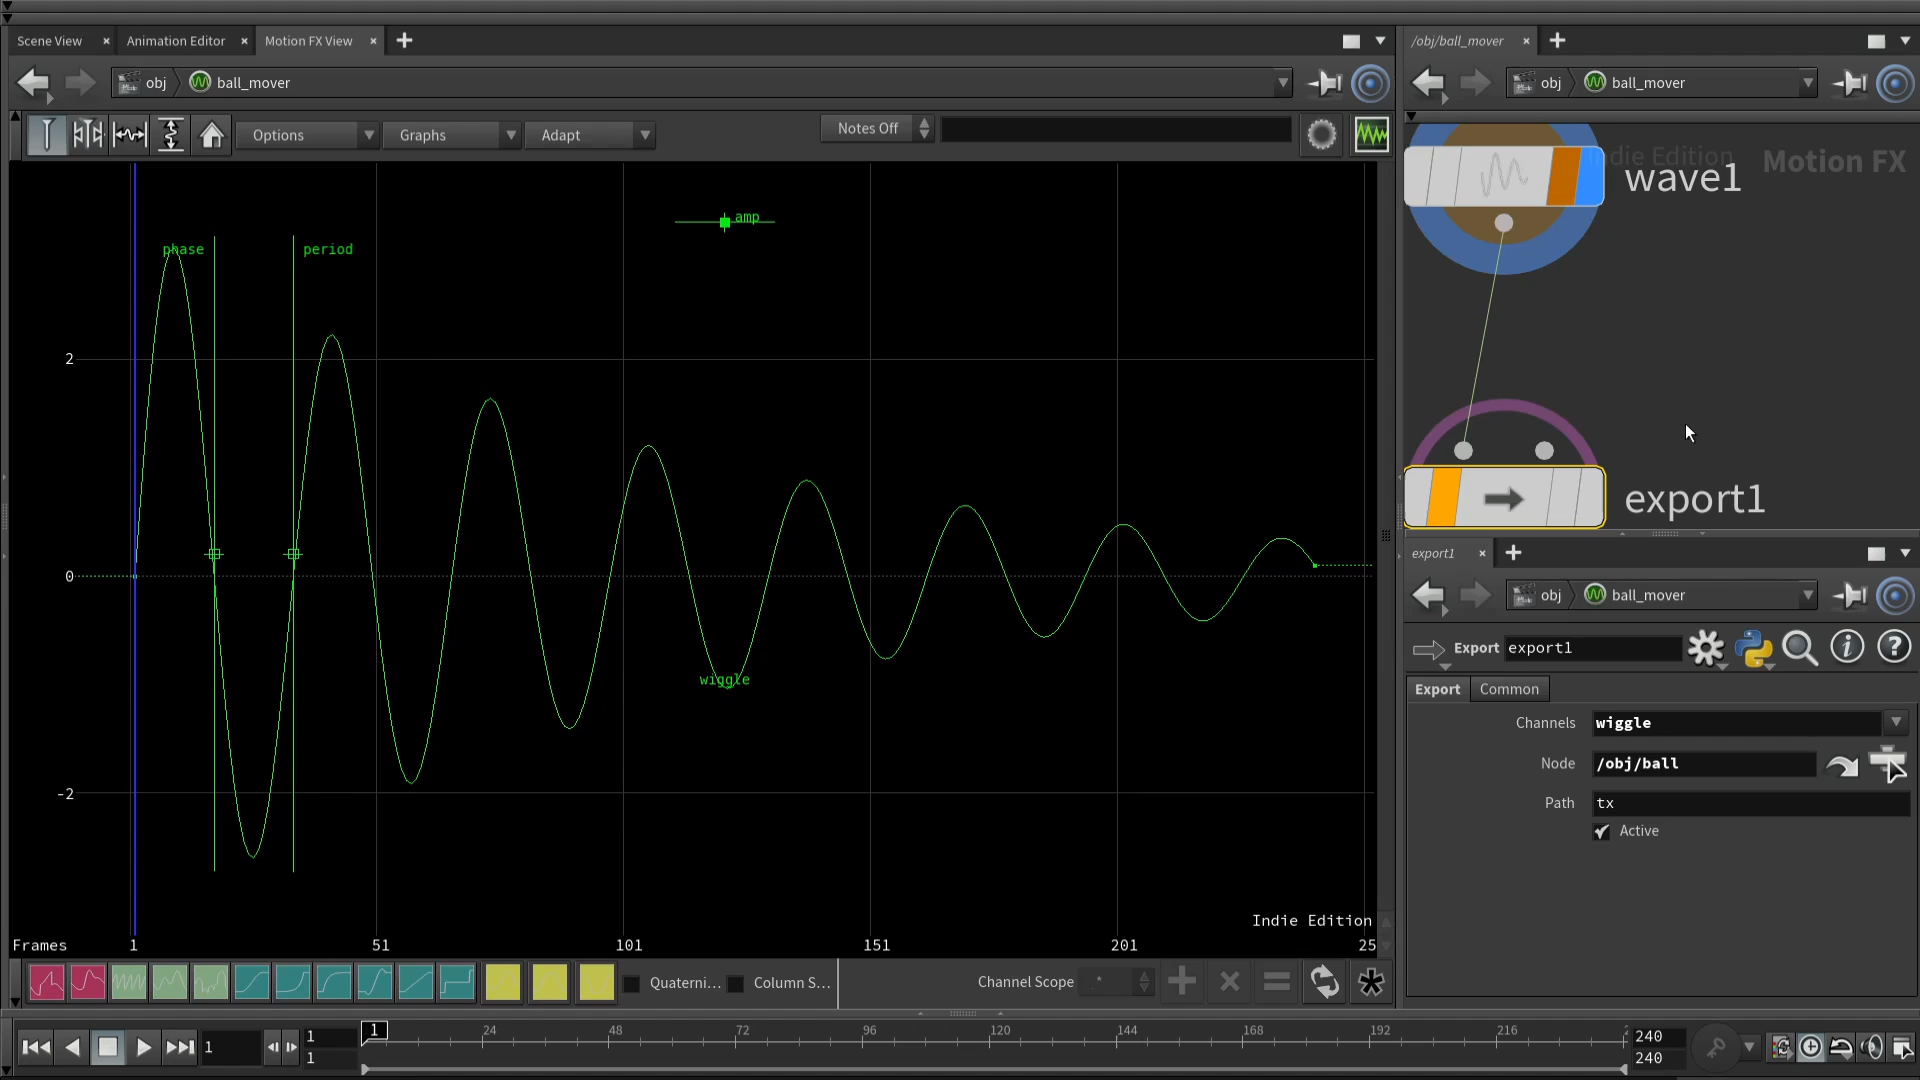 Scene View
Animation Editor
Motion FX View
/obj/ball_mover
obj
ball_mover
obj
ball_mover
Options
Graphs
Adapt
Notes Off
Indie Edition
Motion FX
wave1
amp
phase
period
2
0
-2
wiggle
export1
export1
obj
ball_mover
Export
export1
Export
Common
Channels
wiggle
Node
/obj/ball
Path
tx
Active
Indie Edition
Frames
1
51
101
151
201
25
Quaterni...
Column S...
Channel Scope
*
1
1
1
1
24
48
72
96
120
144
168
192
216
240
240